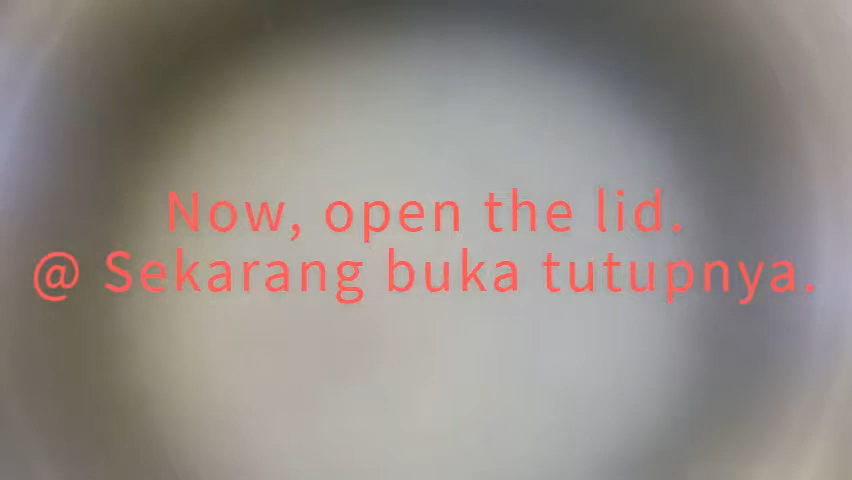 Now, open the lid.
@ Sekarang buka tutupnya.